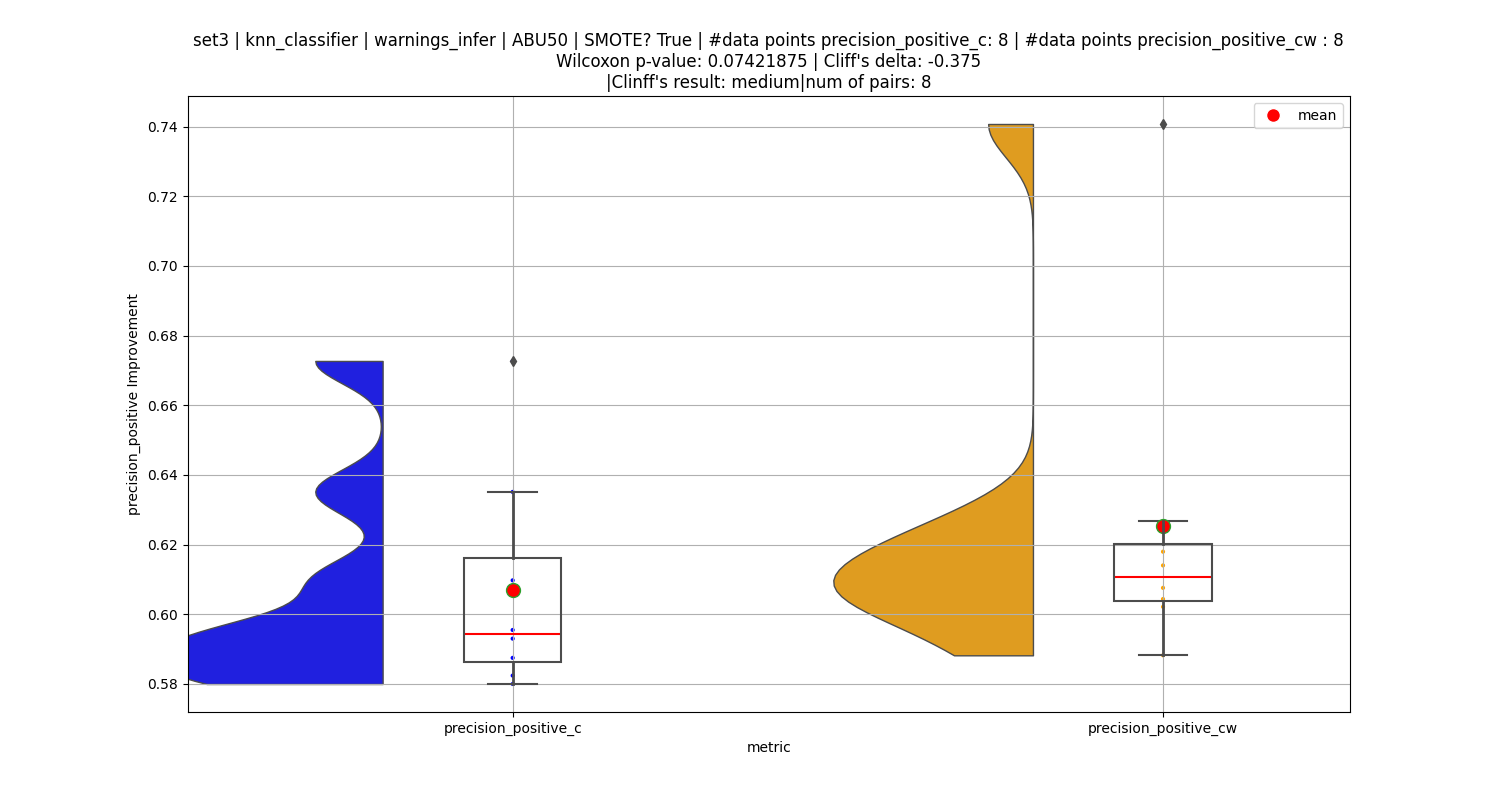 set3 | knn_classifier | warnings_infer | ABU50 | SMOTE? True | #data points precision_positive_c: 8 | #data points precision_positive_cw : 8
Wilcoxon p-value: 0.07421875 | Cliff's delta: -0.375
|Clinff's result: medium|num of pairs: 8
mean
0.74
0.72
0.70
0.68
0.66
0.64
0.62
0.60
0.58
precision_positive Improvement
precision_positive_c
precision_positive_cw
metric